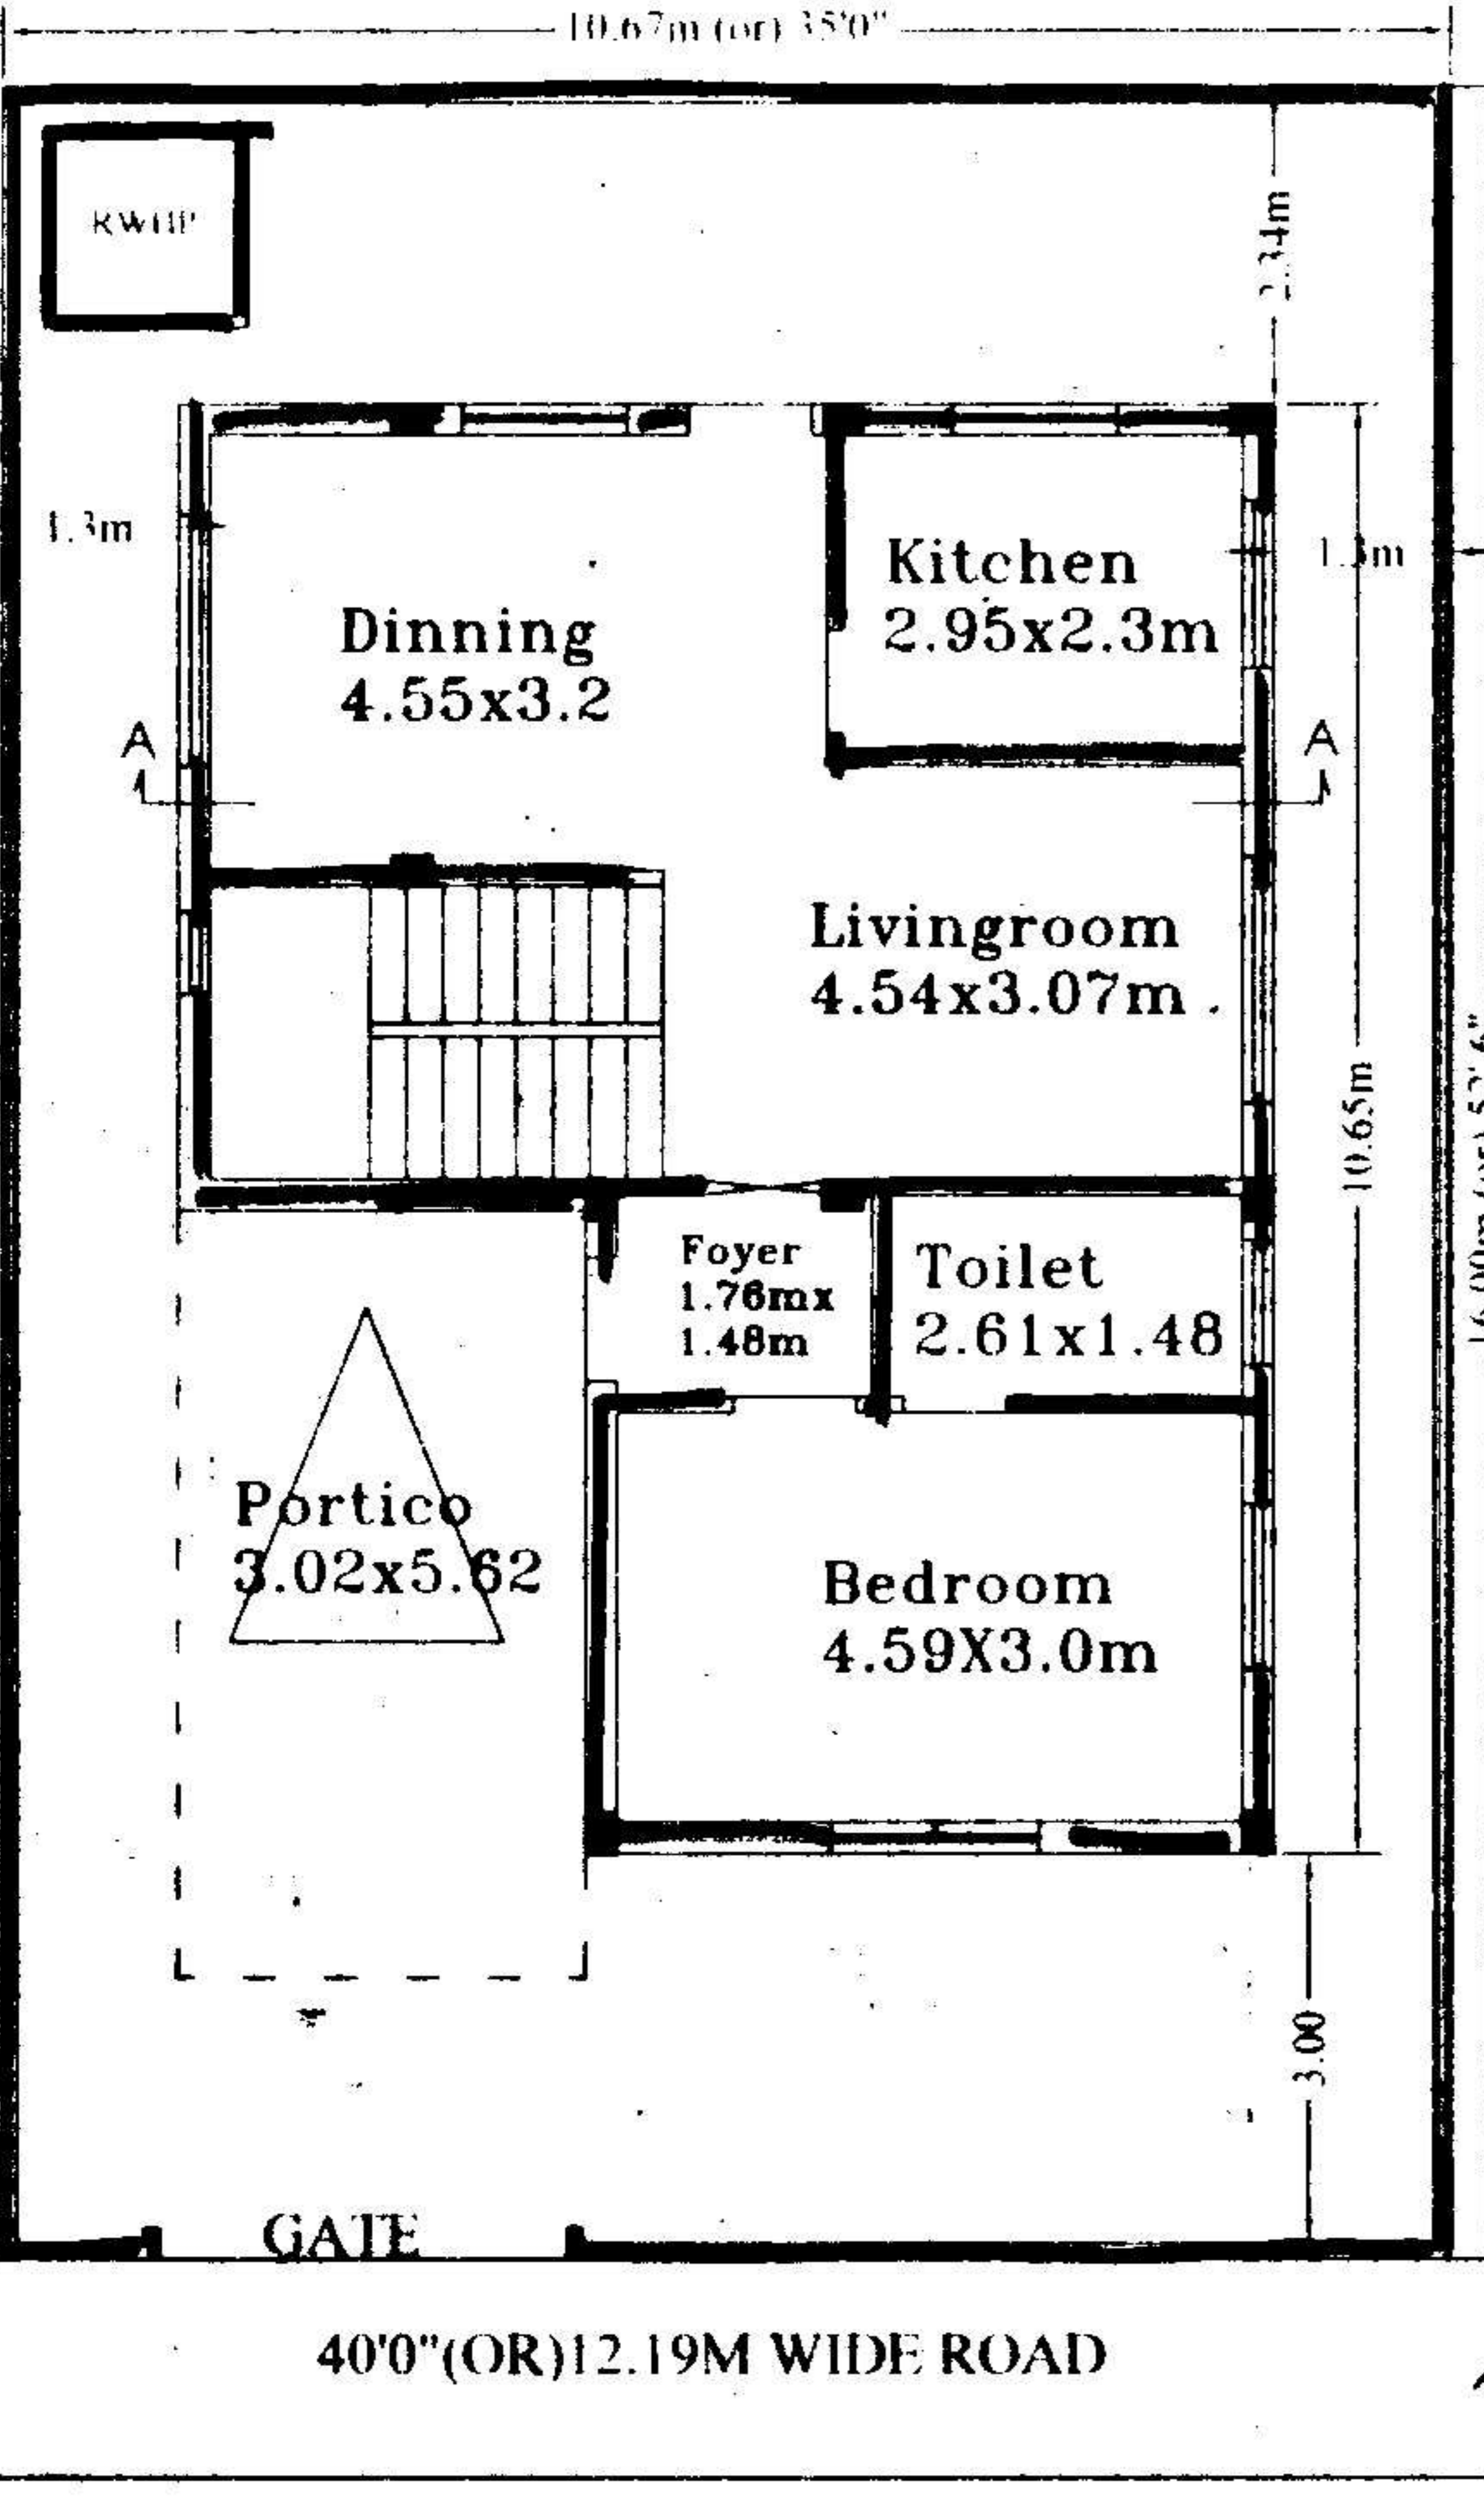 10.67m (or) 35'0"
RWHP
2.34m
1.3m
Kitchen
2.95x2.3m
1.3m
Dinning
4.55x3.2
A
A
Livingroom
4.54x3.07m
10.65m
Foyer
1.76mx
1.48m
Toilet
2.61x1.48
Portico
3.02x5.62
Bedroom
4.59X3.0m
3.00
GATE
40'0"(OR)12.19M WIDE ROAD